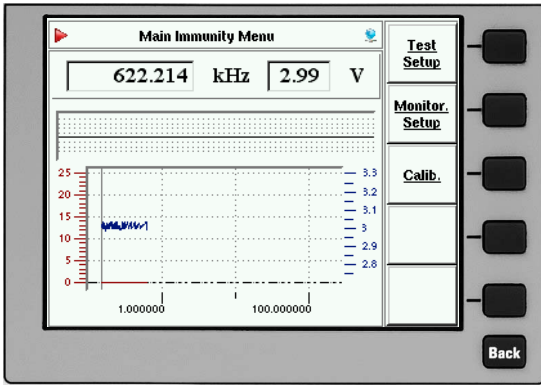 Main Immunity Menu
622.214 kHz 2.99 V
Test
Setup
Monitor.
Setup
Calib.
25
20
15
10
5
0
3.3
3.2
3.1
3
2.9
2.8
1.000000
100.000000
Back